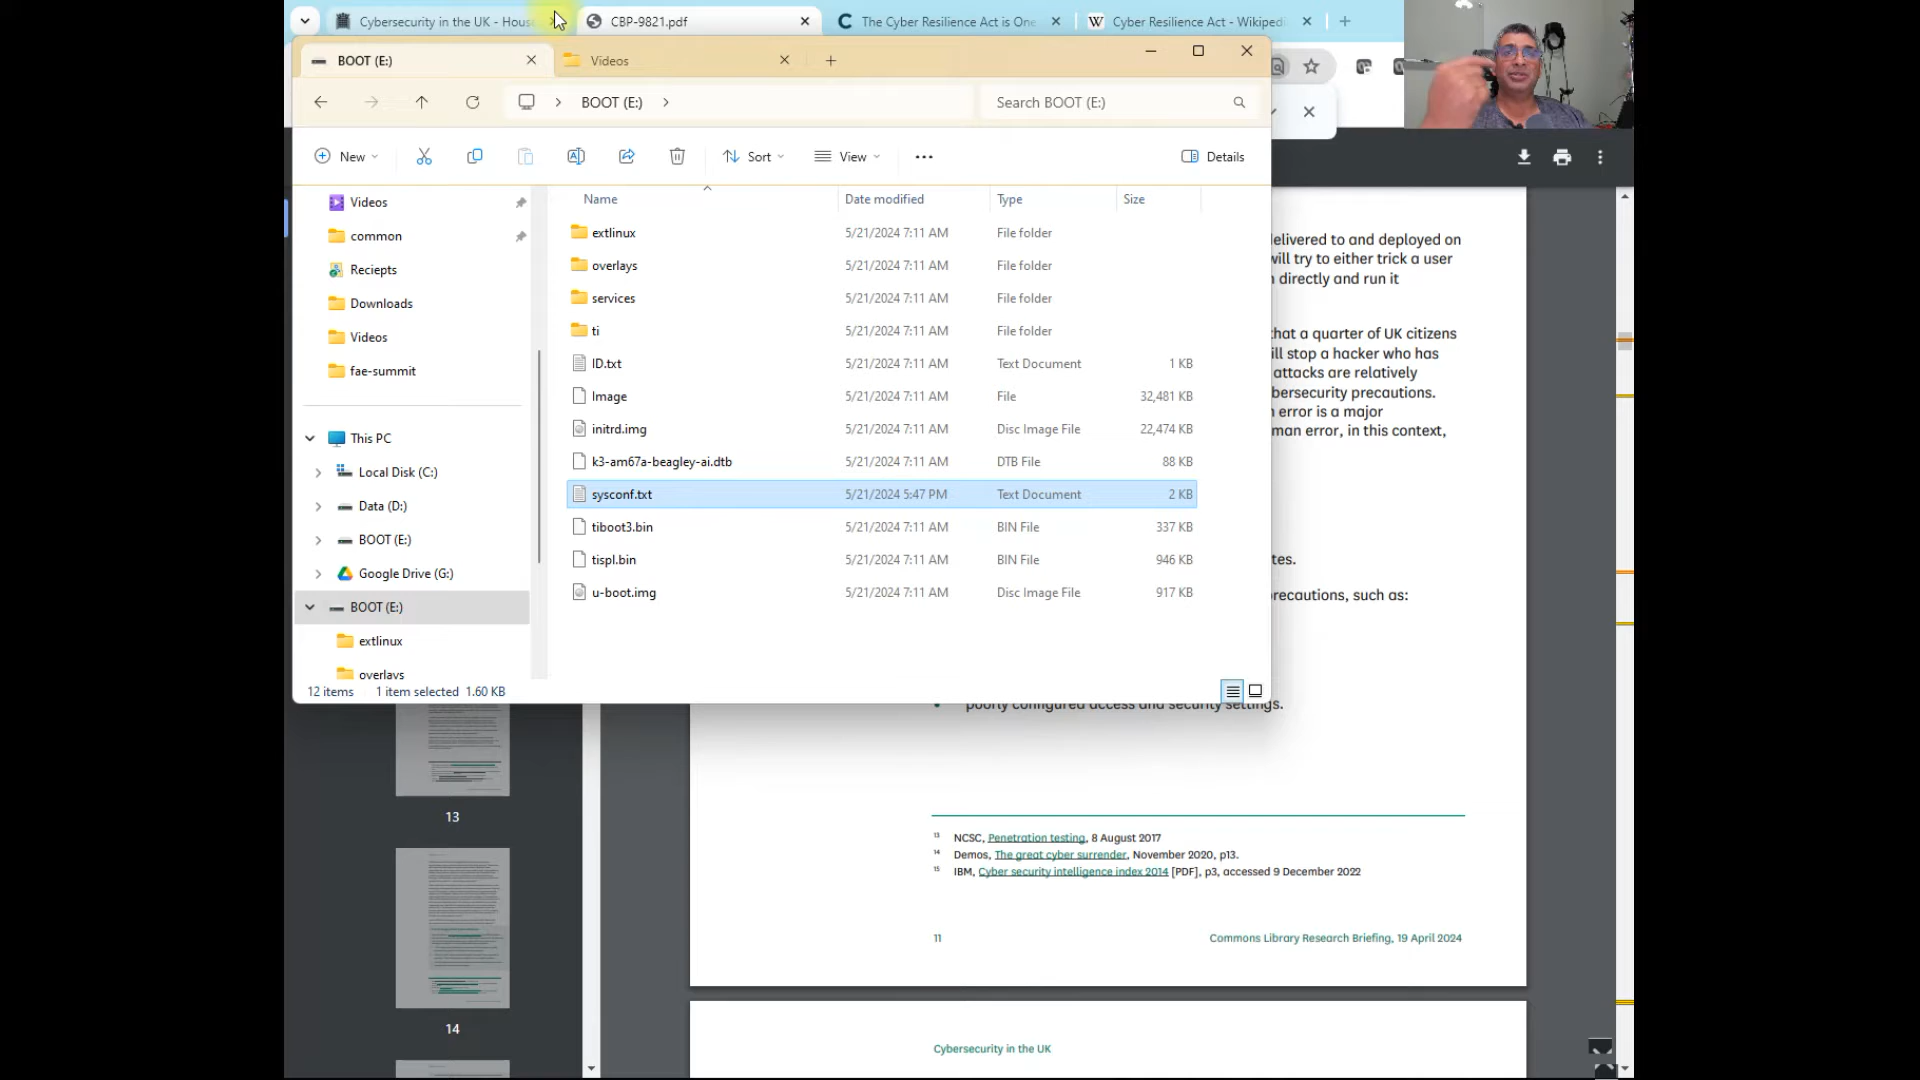 Cybersecurity in the UK - Hous
CBP-9821.pdf
The Cyber Resilience Act is One
Cyber Resilience Act - Wikiped
BOOT (E:)
Videos
BOOT (E:)
Search BOOT (E:)
New
Sort
View
Details
Videos
common
Reciepts
Downloads
Videos
fae-summit
This PC
Local Disk (C:)
Data (D:)
BOOT (E:)
Google Drive (G:)
BOOT (E:)
extlinux
overlays
Name Date modified Type Size
extlinux 5/21/2024 7:11 AM File folder
overlays 5/21/2024 7:11 AM File folder
services 5/21/2024 7:11 AM File folder
ti 5/21/2024 7:11 AM File folder
ID.txt 5/21/2024 7:11 AM Text Document 1 KB
Image 5/21/2024 7:11 AM File 32,481 KB
initrd.img 5/21/2024 7:11 AM Disc Image File 22,474 KB
k3-am67a-beagley-ai.dtb 5/21/2024 7:11 AM DTB File 88 KB
sysconf.txt 5/21/2024 5:47 PM Text Document 2 KB
tiboot3.bin 5/21/2024 7:11 AM BIN File 337 KB
tispl.bin 5/21/2024 7:11 AM BIN File 946 KB
u-boot.img 5/21/2024 7:11 AM Disc Image File 917 KB
12 items 1 item selected 1.60 KB
delivered to and deployed on
will try to either trick a user
directly and run it
that a quarter of UK citizens
ll stop a hacker who has
attacks are relatively
bersecurity precautions.
error is a major
man error, in this context,
tes.
recautions, such as:
poorly configured access and security settings.
13 NCSC, Penetration testing, 8 August 2017
14 Demos, The great cyber surrender, November 2020, p13.
15 IBM, Cyber security intelligence index 2014 [PDF], p3, accessed 9 December 2022
11 Commons Library Research Briefing, 19 April 2024
Cybersecurity in the UK
13
14